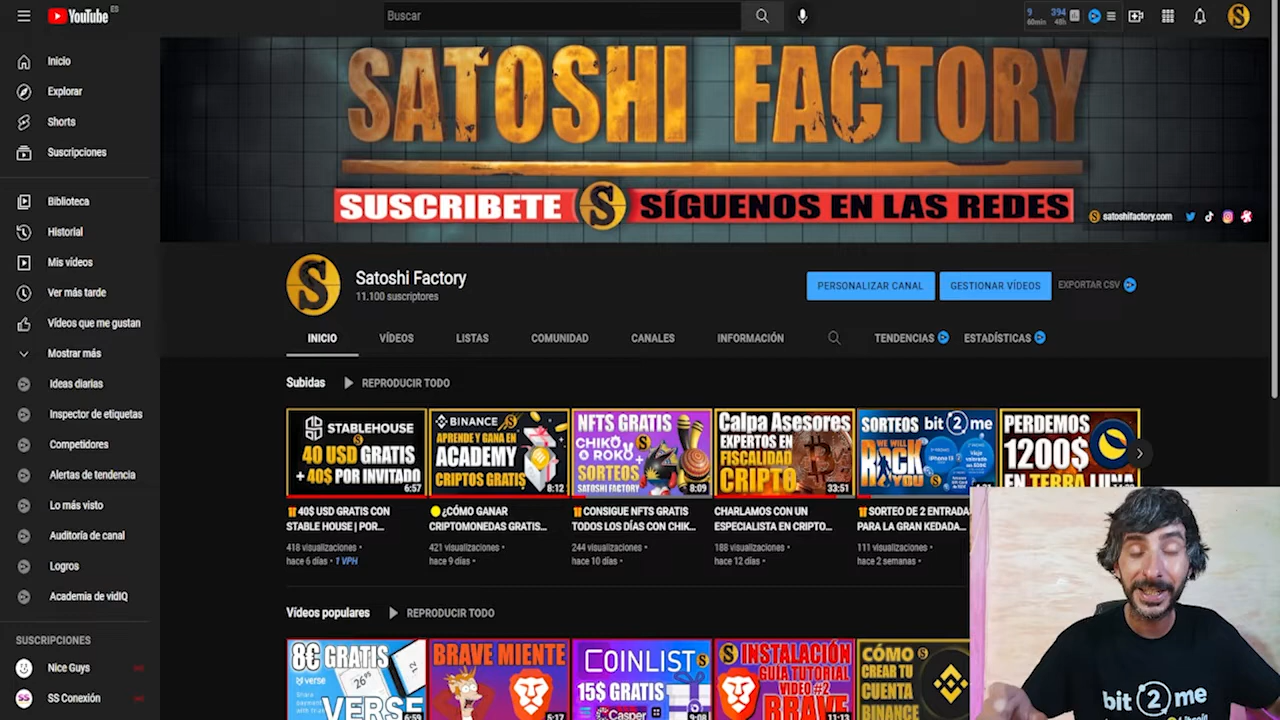 YouTube ES
Buscar
9 394
60min 48h
Inicio
Explorar
Shorts
Suscripciones
Biblioteca
Historial
Mis vídeos
Ver más tarde
Vídeos que me gustan
Mostrar más
Ideas diarias
Inspector de etiquetas
Competidores
Alertas de tendencia
Lo más visto
Auditoría de canal
Logros
Academia de vidIQ
SUSCRIPCIONES
Nice Guys
SS Conexión
SATOSHI FACTORY
SUSCRIBETE S SÍGUENOS EN LAS REDES
satoshifactory.com
Satoshi Factory
11.100 suscriptores
PERSONALIZAR CANAL
GESTIONAR VÍDEOS
EXPORTAR CSV
INICIO
VÍDEOS
LISTAS
COMUNIDAD
CANALES
INFORMACIÓN
TENDENCIAS
ESTADÍSTICAS
Subidas
REPRODUCIR TODO
STABLEHOUSE
40 USD GRATIS
+ 40$ POR INVITADO
6:57
40$ USD GRATIS CON
STABLE HOUSE | POR...
418 visualizaciones •
hace 6 días • 1 VPH
BINANCE
APRENDE Y GANA EN
ACADEMY
CRIPTOS GRATIS
8:12
¿CÓMO GANAR
CRIPTOMONEDAS GRATIS...
421 visualizaciones •
hace 9 días •
NFTS GRATIS
CHIKO
ROKO
SORTEOS
SATOSHI FACTORY
8:09
CONSIGUE NFTS GRATIS
TODOS LOS DÍAS CON CHIK...
244 visualizaciones •
hace 10 días •
Calpa Asesores
EXPERTOS EN
FISCALIDAD
CRIPTO
33:51
CHARLAMOS CON UN
ESPECIALISTA EN CRIPTO...
188 visualizaciones •
hace 12 días •
SORTEOS bit2me
WE WILL
ROCK
YOU
SORTEO DE 2 ENTRADA
PARA LA GRAN KEDADA
111 visualizaciones •
hace 2 semanas •
PERDEMOS
1200$
EN TERRA LUNA
Vídeos populares
REPRODUCIR TODO
8€ GRATIS
VERSE
6:59
BRAVE MIENTE
5:17
COINLIST
15$ GRATIS
Casper
9:08
INSTALACIÓN
GUÍA TUTORIAL
VIDEO #2
BRAVE
11:13
CÓMO
CREAR TU
CUENTA
BINANCE
bit2me